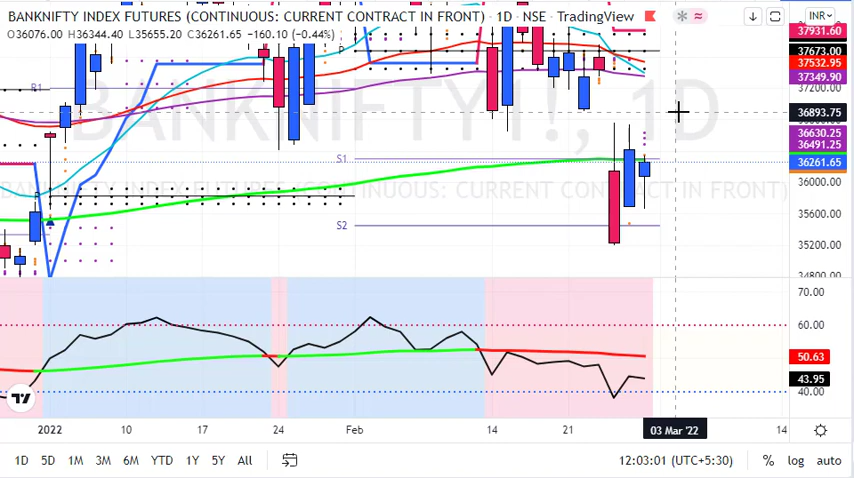 BANKNIFTY INDEX FUTURES (CONTINUOUS: CURRENT CONTRACT IN FRONT) · 1D · NSE · TradingView
INR
O36076.00 H36344.40 L35655.20 C36261.65 −160.10 (−0.44%)
37931.60
P
37673.00
37532.95
37349.90
R1
37200.00
BANKNIFTY1!, 1D
36893.75
36630.25
36491.25
S1
36261.65
36000.00
P
S2
35600.00
35200.00
34800.00
70.00
60.00
50.63
43.95
40.00
2022
10
17
24
Feb
14
21
03 Mar '22
14
1D 5D 1M 3M 6M YTD 1Y 5Y All
12:03:01 (UTC+5:30)
% log auto